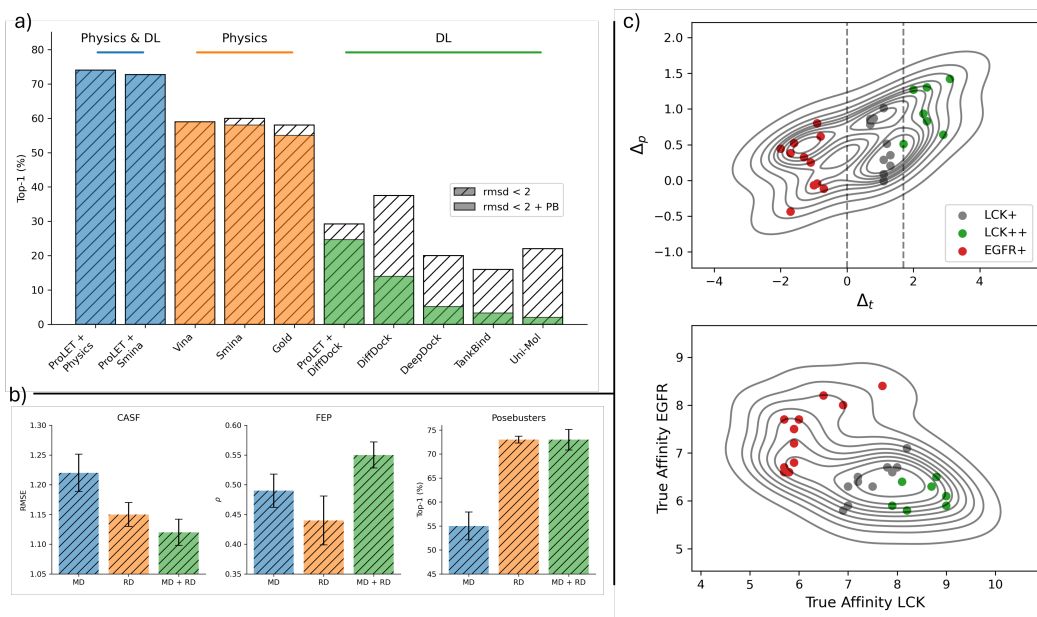 a)
Physics & DL
Physics
DL
Top-1 (%)
80
70
60
50
40
30
20
10
0
rmsd < 2
rmsd < 2 + PB
ProLET +
Physics
ProLET +
Smina
Vina
Smina
Gold
ProLET +
DiffDock
DiffDock
DeepDock
TankBind
Uni-Mol
b)
CASF
RMSE
1.30
1.25
1.20
1.15
1.10
1.05
MD
RD
MD + RD
FEP
ρ
0.60
0.55
0.50
0.45
0.40
0.35
MD
RD
MD + RD
Posebusters
Top-1 (%)
75
70
65
60
55
50
45
MD
RD
MD + RD
c)
Δp
2.0
1.5
1.0
0.5
0.0
−0.5
−1.0
LCK+
LCK++
EGFR+
−4
−2
0
2
4
Δt
True Affinity EGFR
9
8
7
6
5
4
5
6
7
8
9
10
True Affinity LCK